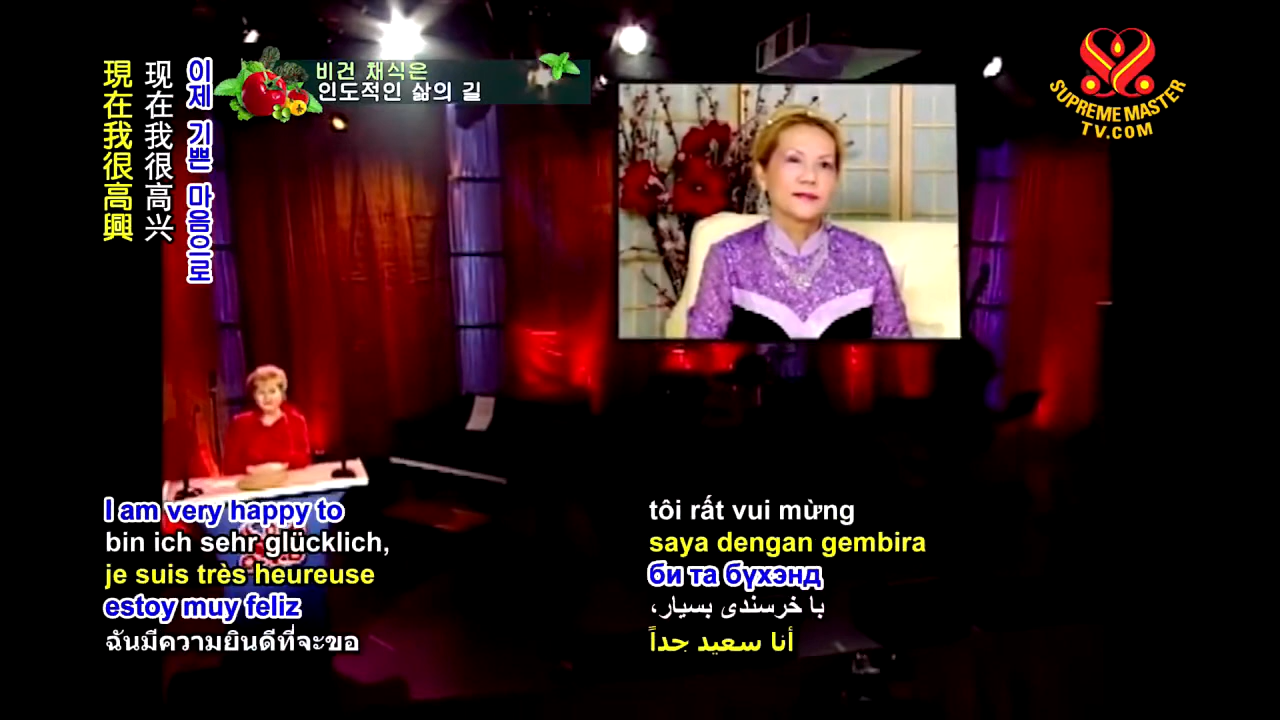 現在我很高興
现在我很高兴
이제 기쁜 마음으로
비건 채식은
인도적인 삶의 길
SUPREME MASTER
TV.COM
I am very happy to
bin ich sehr glücklich,
je suis très heureuse
estoy muy feliz
ฉันมีความยินดีที่จะขอ
tôi rất vui mừng
saya dengan gembira
би та бүхэнд
با خرسندی بسیار،
أنا سعيد جداً